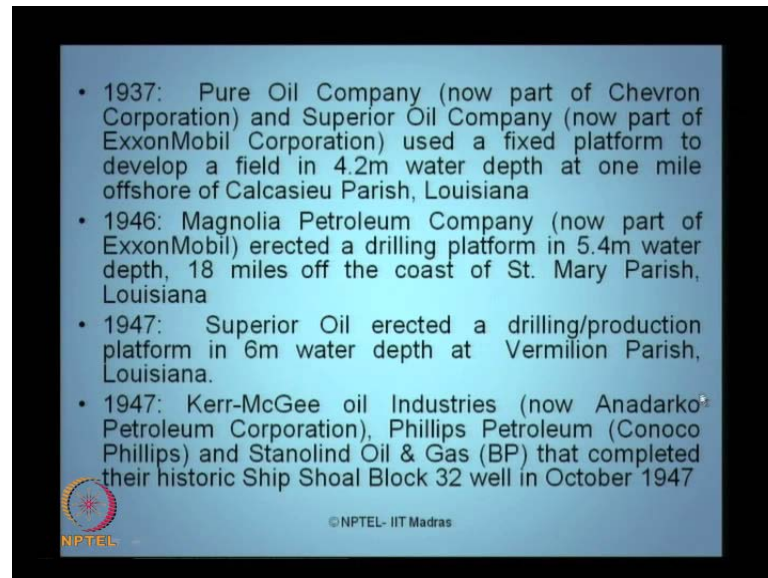 • 1937: Pure Oil Company (now part of Chevron
Corporation) and Superior Oil Company (now part of
ExxonMobil Corporation) used a fixed platform to
develop a field in 4.2m water depth at one mile
offshore of Calcasieu Parish, Louisiana
• 1946: Magnolia Petroleum Company (now part of
ExxonMobil) erected a drilling platform in 5.4m water
depth, 18 miles off the coast of St. Mary Parish,
Louisiana
• 1947: Superior Oil erected a drilling/production
platform in 6m water depth at Vermilion Parish,
Louisiana.
• 1947: Kerr-McGee oil Industries (now Anadarko
Petroleum Corporation), Phillips Petroleum (Conoco
Phillips) and Stanolind Oil & Gas (BP) that completed
their historic Ship Shoal Block 32 well in October 1947
©NPTEL- IIT Madras
NPTEL